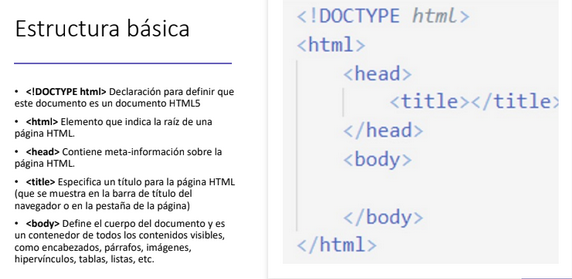 Estructura básica
• <!DOCTYPE html> Declaración para definir que
este documento es un documento HTML5
• <html> Elemento que indica la raíz de una
página HTML.
• <head> Contiene meta-información sobre la
página HTML.
• <title> Especifica un título para la página HTML
(que se muestra en la barra de título del
navegador o en la pestaña de la página)
• <body> Define el cuerpo del documento y es
un contenedor de todos los contenidos visibles,
como encabezados, párrafos, imágenes,
hipervínculos, tablas, listas, etc.
<!DOCTYPE html>
<html>
<head>
<title></title>
</head>
<body>
</body>
</html>